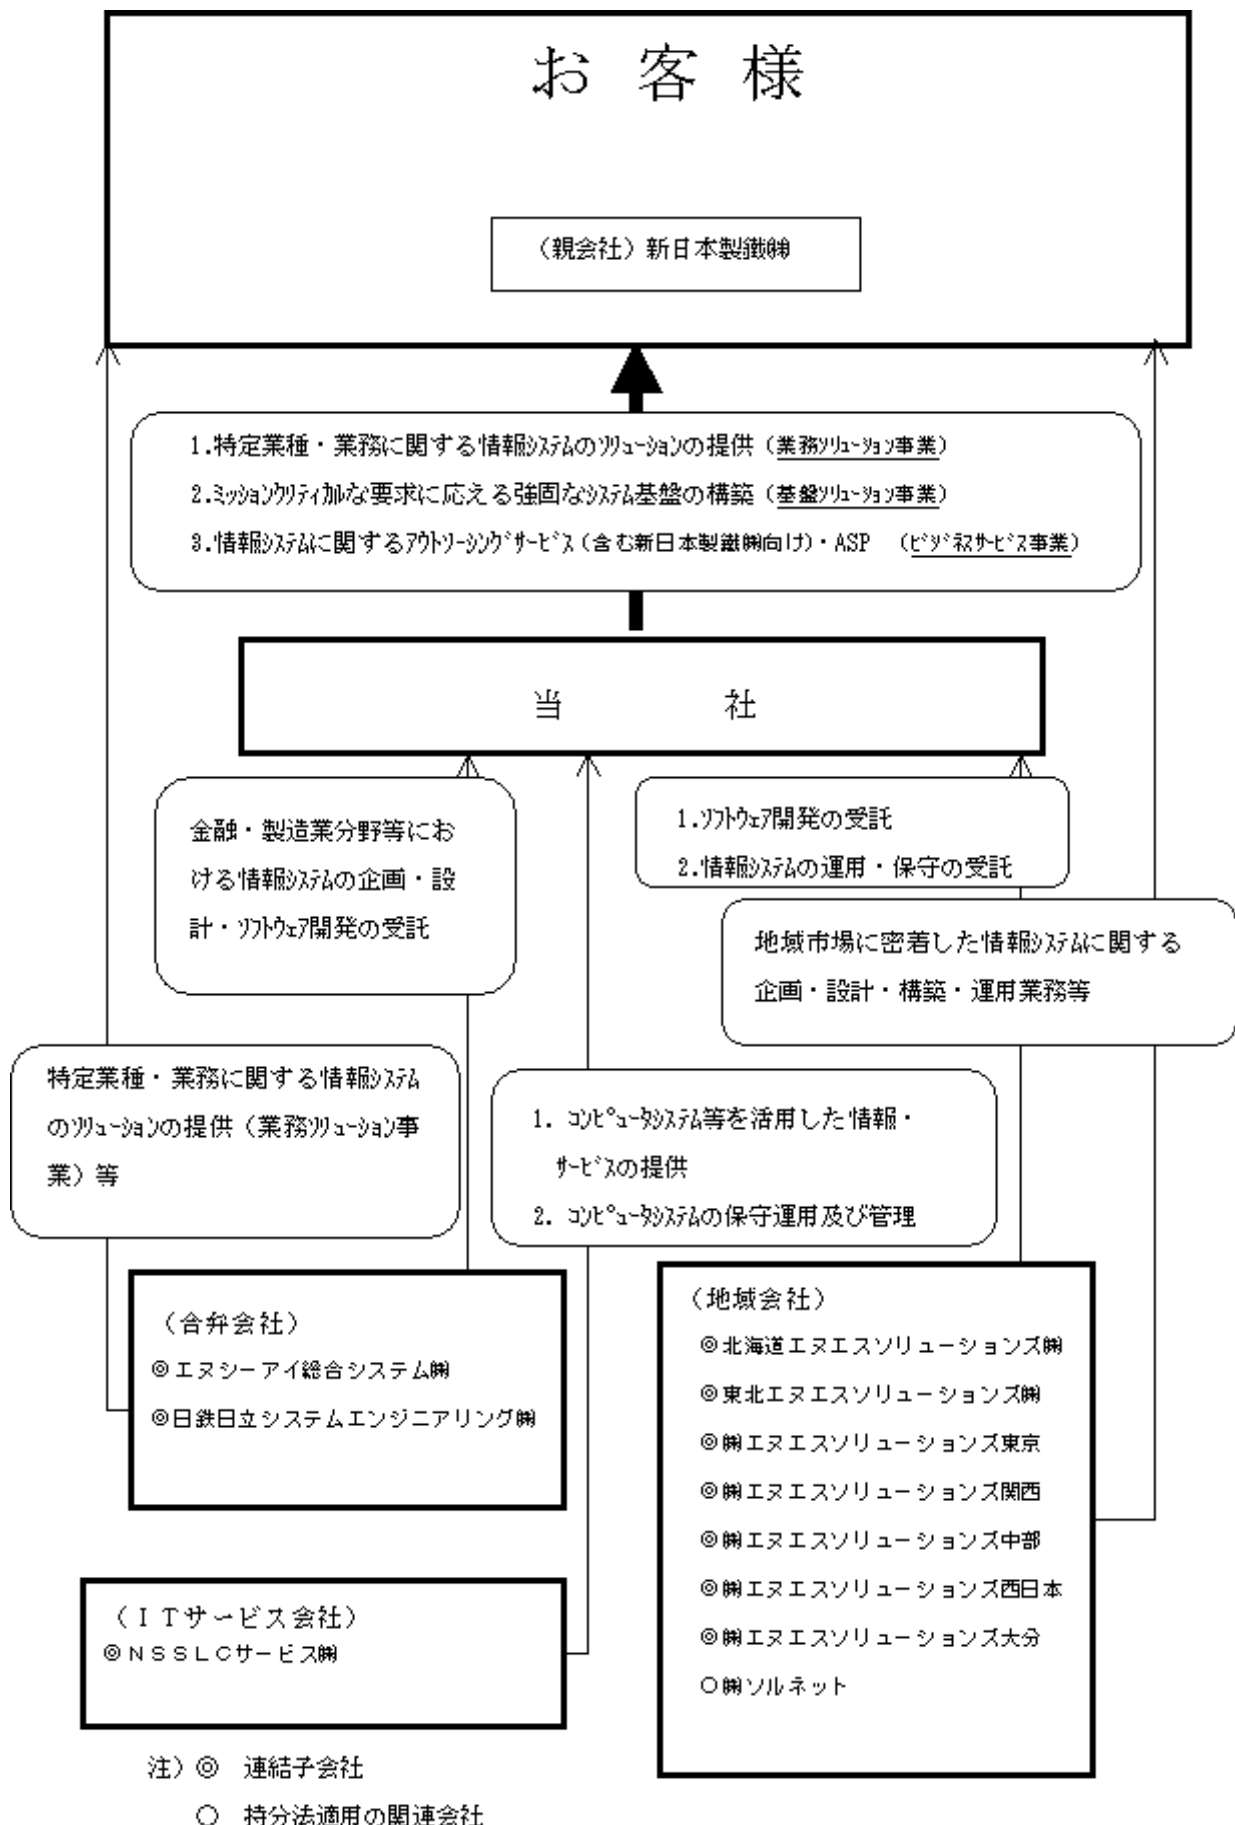 お客様
（親会社）新日本製鐵㈱
1.特定業種・業務に関する情報ｼｽﾃﾑのｿﾘｭｰｼｮﾝの提供（業務ｿﾘｭｰｼｮﾝ事業）
2.ﾐｯｼｮﾝｸﾘﾃｨｶﾙな要求に応える強固なｼｽﾃﾑ基盤の構築（基盤ｿﾘｭｰｼｮﾝ事業）
3.情報ｼｽﾃﾑに関するｱｳﾄｿｰｼﾝｸﾞｻｰﾋﾞｽ（含む新日本製鐵㈱向け）・ASP （ﾋﾞｼﾞﾈｽｻｰﾋﾞｽ事業）
当社
金融・製造業分野等にお
ける情報ｼｽﾃﾑの企画・設
計・ｿﾌﾄｳｪｱ開発の受託
1.ｿﾌﾄｳｪｱ開発の受託
2.情報ｼｽﾃﾑの運用・保守の受託
地域市場に密着した情報ｼｽﾃﾑに関する
企画・設計・構築・運用業務等
特定業種・業務に関する情報ｼｽﾃﾑ
のｿﾘｭｰｼｮﾝの提供（業務ｿﾘｭｰｼｮﾝ事
業）等
1. ｺﾝﾋﾟｭｰﾀｼｽﾃﾑ等を活用した情報・
ｻｰﾋﾞｽの提供
2. ｺﾝﾋﾟｭｰﾀｼｽﾃﾑの保守運用及び管理
（合弁会社）
◎エヌシーアイ総合システム㈱
◎日鉄日立システムエンジニアリング㈱
（地域会社）
◎北海道エヌエスソリューションズ㈱
◎東北エヌエスソリューションズ㈱
◎㈱エヌエスソリューションズ東京
◎㈱エヌエスソリューションズ関西
◎㈱エヌエスソリューションズ中部
◎㈱エヌエスソリューションズ西日本
◎㈱エヌエスソリューションズ大分
○㈱ソルネット
（ＩＴサービス会社）
◎ＮＳＳＬＣサービス㈱
注）◎ 連結子会社
○ 持分法適用の関連会社